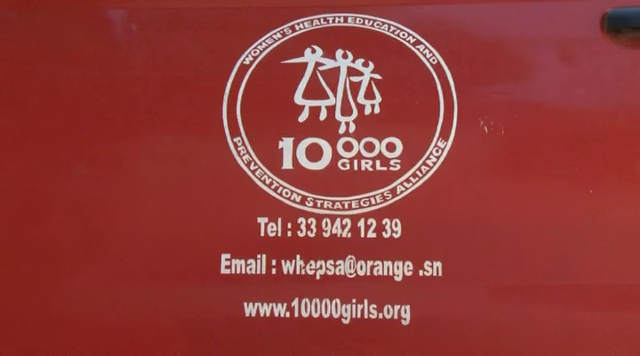 WOMEN'S HEALTH EDUCATION AND
10 000
GIRLS
PREVENTION STRATEGIES ALLIANCE
Tel : 33 942 12 39
Email : whepsa@orange .sn
www.10000girls.org